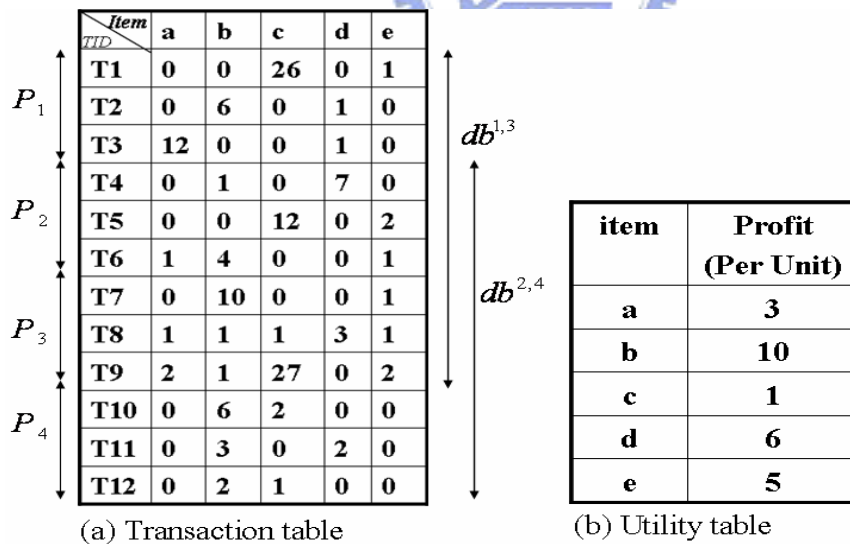 Item a b c d e
TID
T1 0 0 26 0 1
T2 0 6 0 1 0
T3 12 0 0 1 0
T4 0 1 0 7 0
T5 0 0 12 0 2
T6 1 4 0 0 1
T7 0 10 0 0 1
T8 1 1 1 3 1
T9 2 1 27 0 2
T10 0 6 2 0 0
T11 0 3 0 2 0
T12 0 2 1 0 0
P1
P2
P3
P4
db1,3
db2,4
(a) Transaction table
item Profit
(Per Unit)
a 3
b 10
c 1
d 6
e 5
(b) Utility table